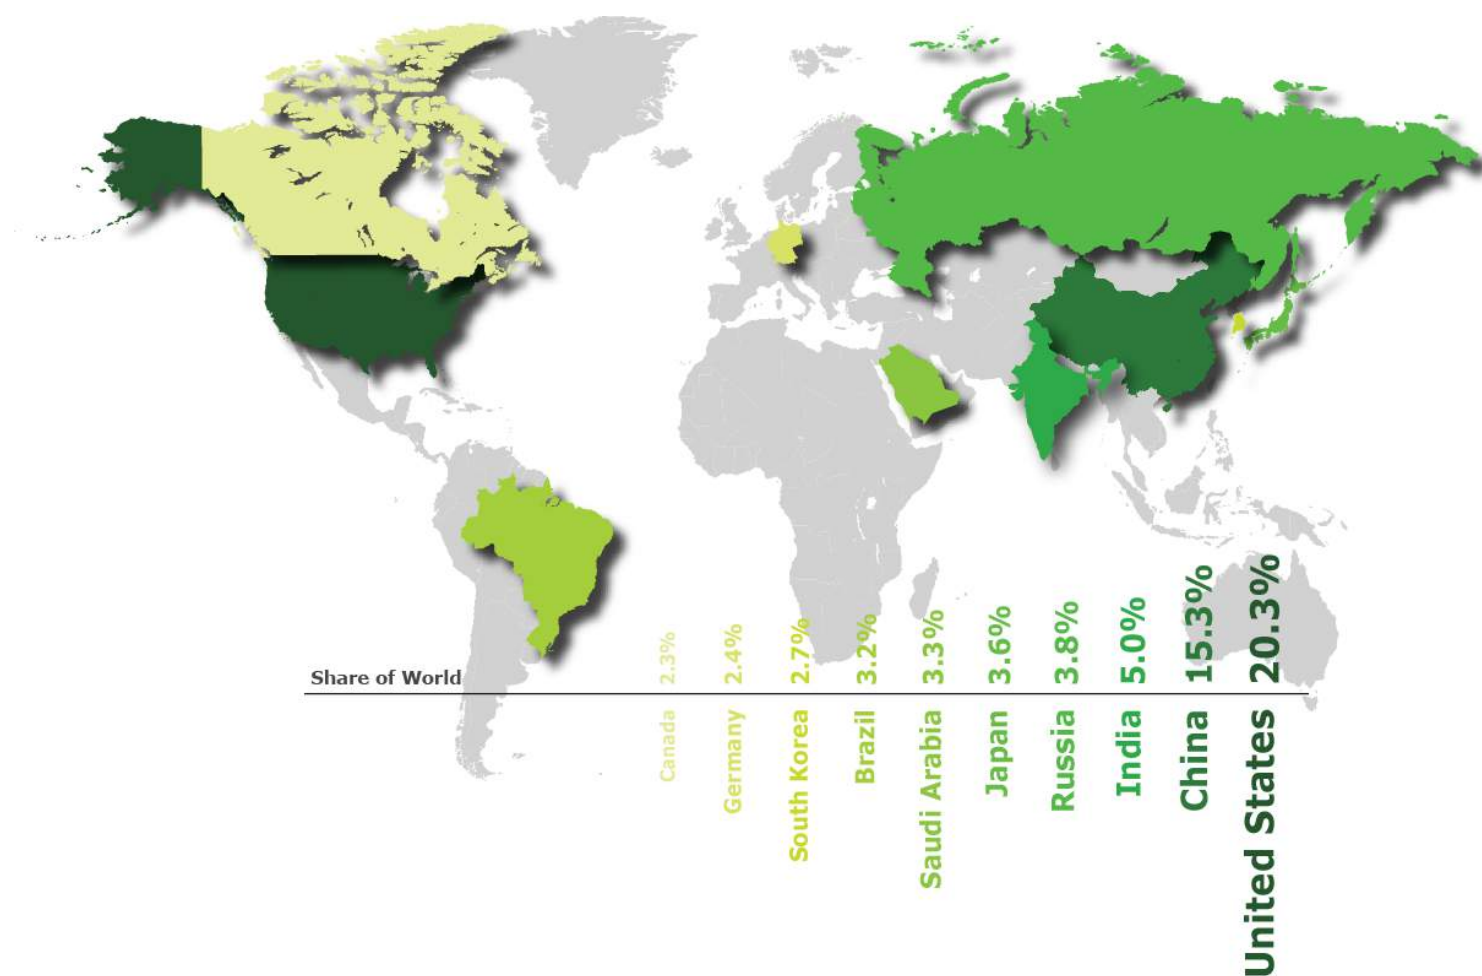 Share of World
2.3%
2.4%
2.7%
3.2%
3.3%
3.6%
3.8%
5.0%
15.3%
20.3%
Canada
Germany
South Korea
Brazil
Saudi Arabia
Japan
Russia
India
China
United States